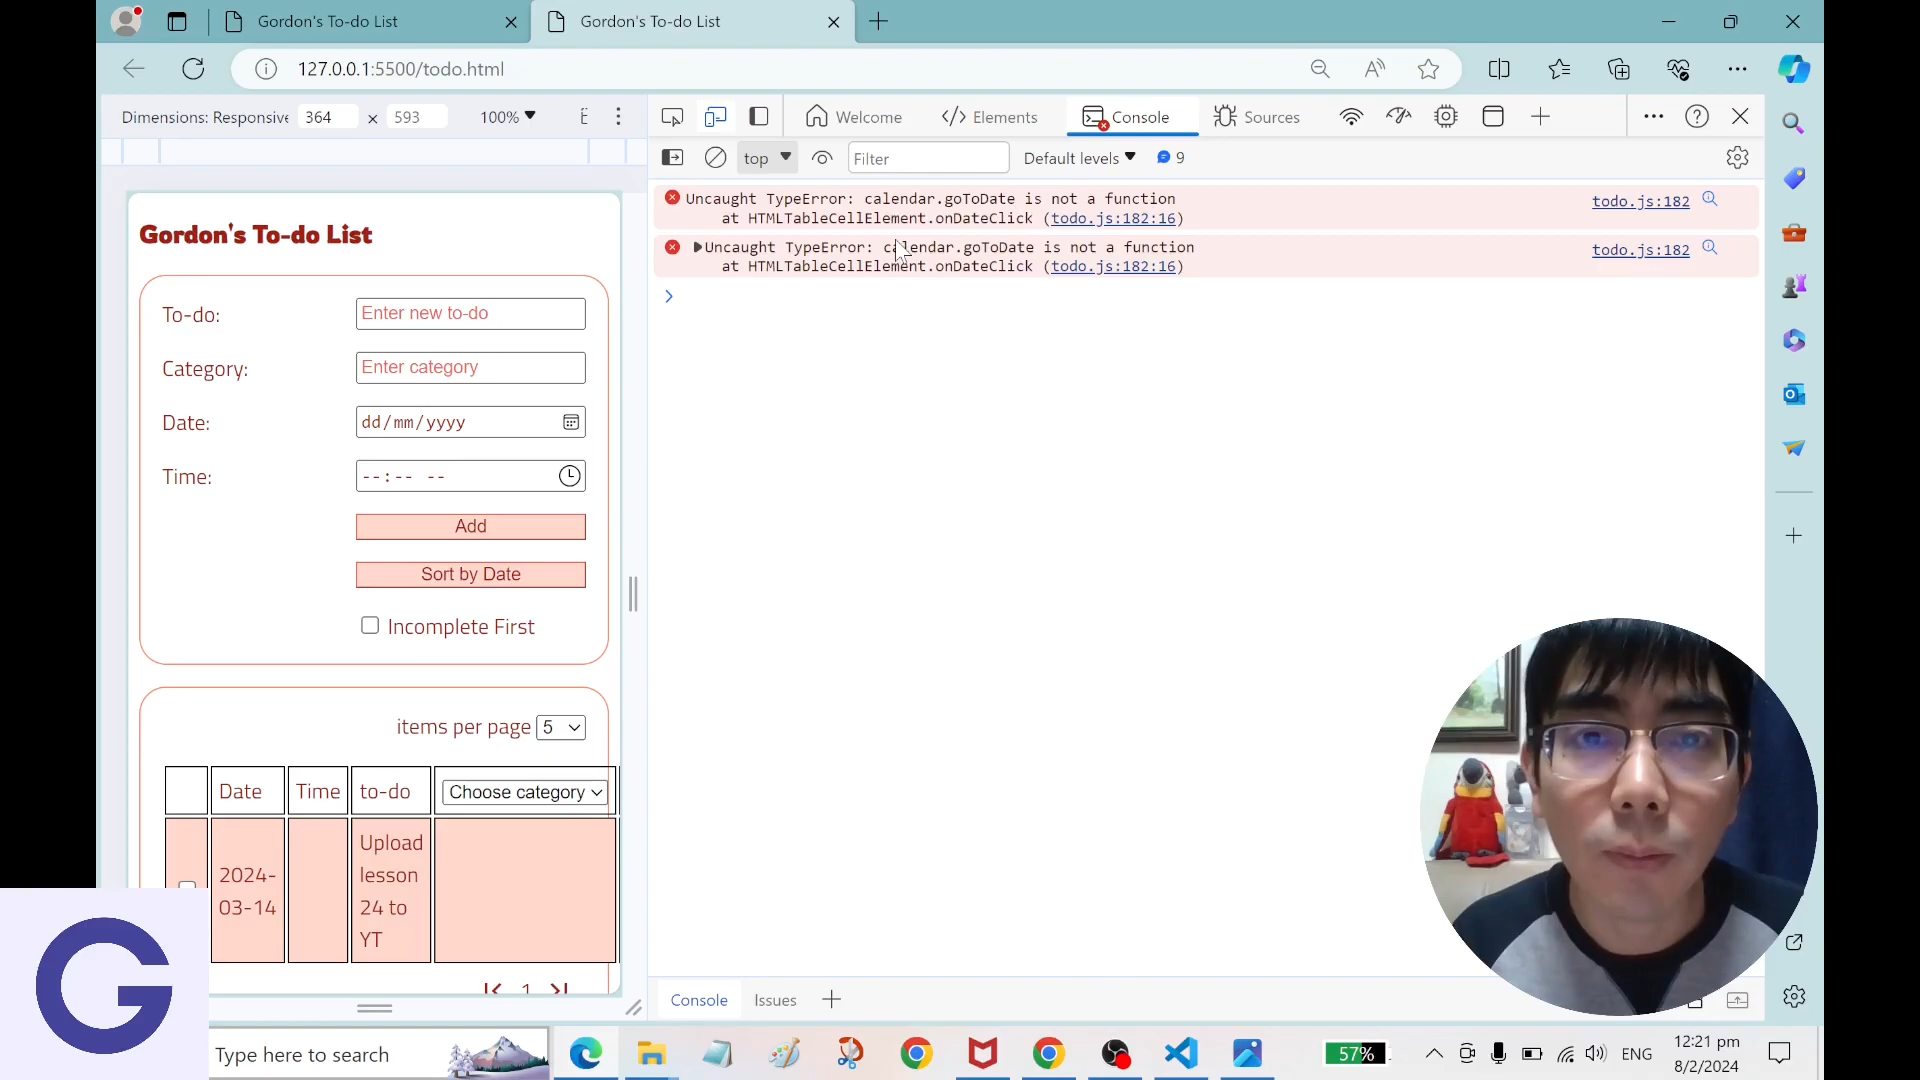 Gordon's To-do List
Gordon's To-do List
127.0.0.1:5500/todo.html
Dimensions: Responsive 364 × 593 100%
Welcome
Elements
Console
Sources
top
Filter
Default levels
9
Uncaught TypeError: calendar.goToDate is not a function
at HTMLTableCellElement.onDateClick (todo.js:182:16)
todo.js:182
Uncaught TypeError: calendar.goToDate is not a function
at HTMLTableCellElement.onDateClick (todo.js:182:16)
todo.js:182
Gordon's To-do List
To-do: Enter new to-do
Category: Enter category
Date: dd/mm/yyyy
Time: --:-- --
Add
Sort by Date
Incomplete First
items per page 5
Date Time to-do Choose category
2024-
03-14
Upload
lesson
24 to
YT
1
Console Issues
G
Type here to search
57%
ENG
12:21 pm
8/2/2024